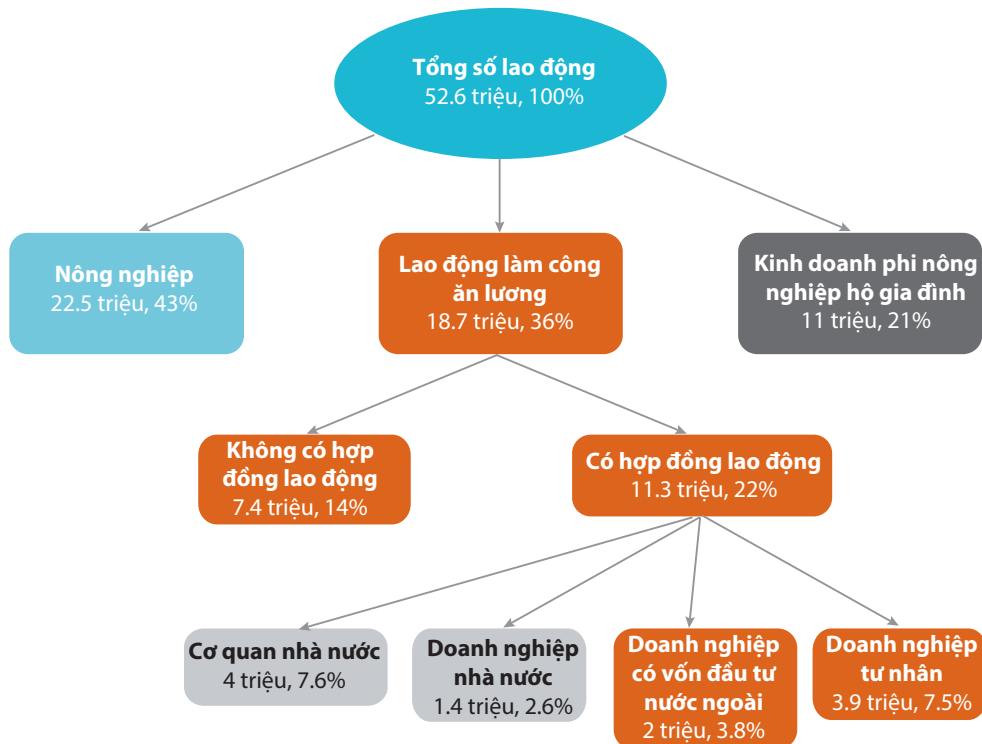 Tổng số lao động
52.6 triệu, 100%
Nông nghiệp
22.5 triệu, 43%
Lao động làm công
ăn lương
18.7 triệu, 36%
Kinh doanh phi nông
nghiệp hộ gia đình
11 triệu, 21%
Không có hợp
đồng lao động
7.4 triệu, 14%
Có hợp đồng lao động
11.3 triệu, 22%
Cơ quan nhà nước
4 triệu, 7.6%
Doanh nghiệp
nhà nước
1.4 triệu, 2.6%
Doanh nghiệp
có vốn đầu tư
nước ngoài
2 triệu, 3.8%
Doanh nghiệp
tư nhân
3.9 triệu, 7.5%